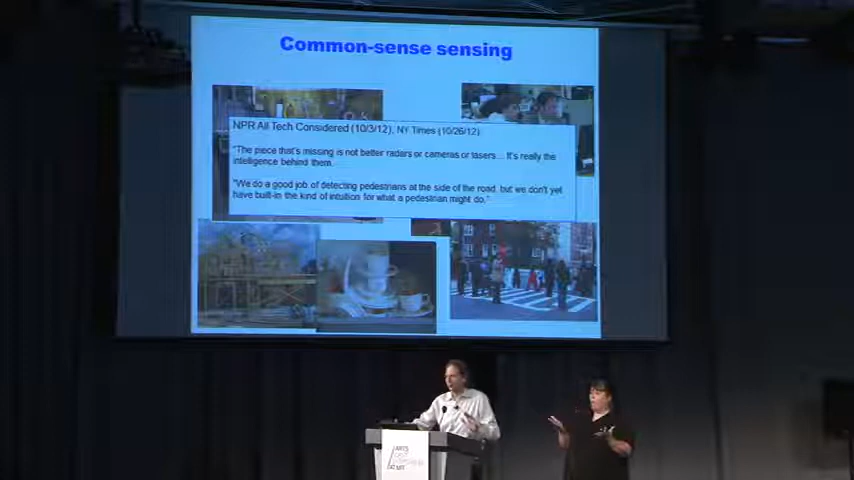 Common-sense sensing
NPR All Tech Considered (10/3/12), NY Times (10/26/12)
"The piece that's missing is not better radars or cameras or lasers... It's really the
intelligence behind them.
"We do a good job of detecting pedestrians at the side of the road, but we don't yet
have built-in the kind of intuition for what a pedestrian might do."
ARTS
AT MIT